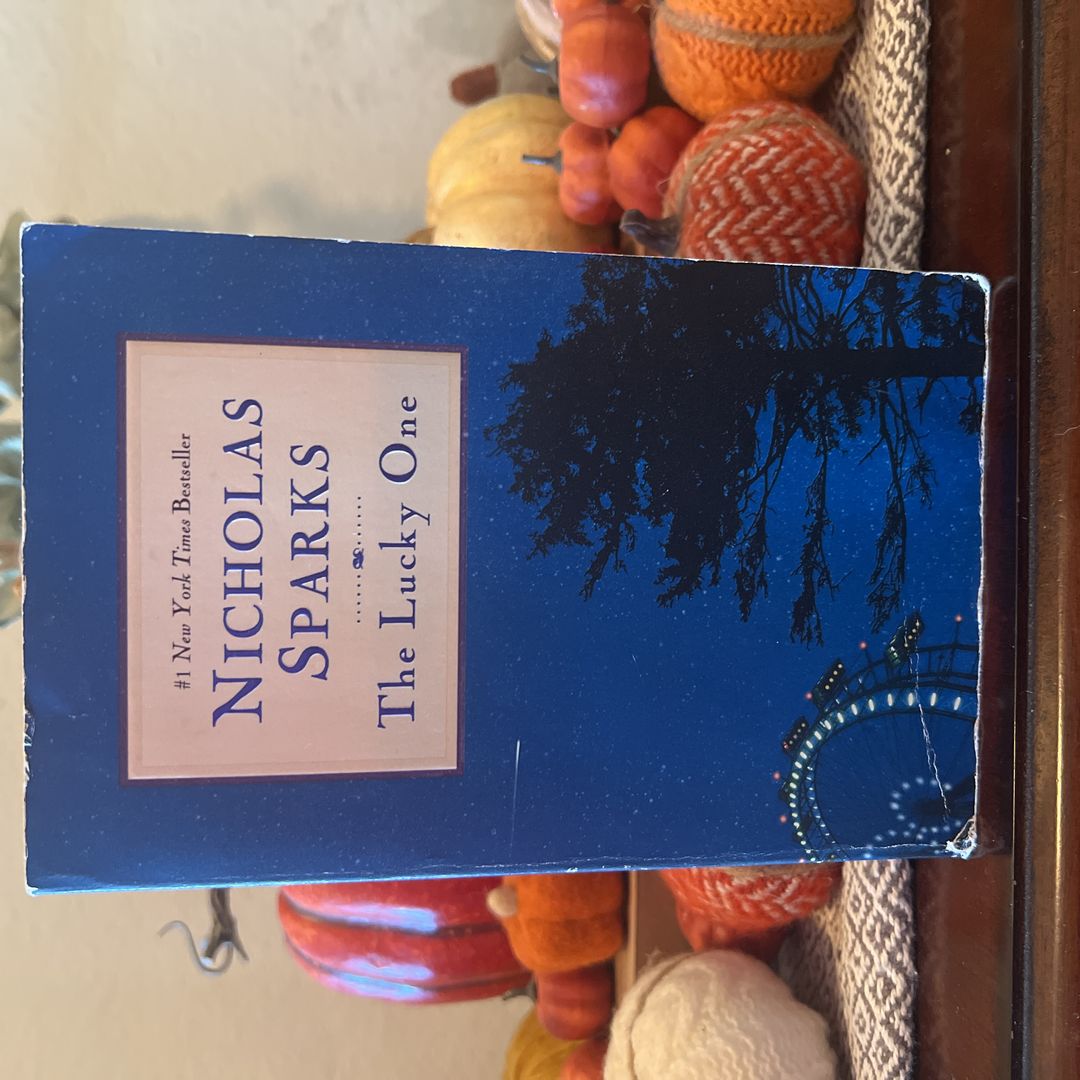 #1 New York Times Bestseller
NICHOLAS
SPARKS
The Lucky One